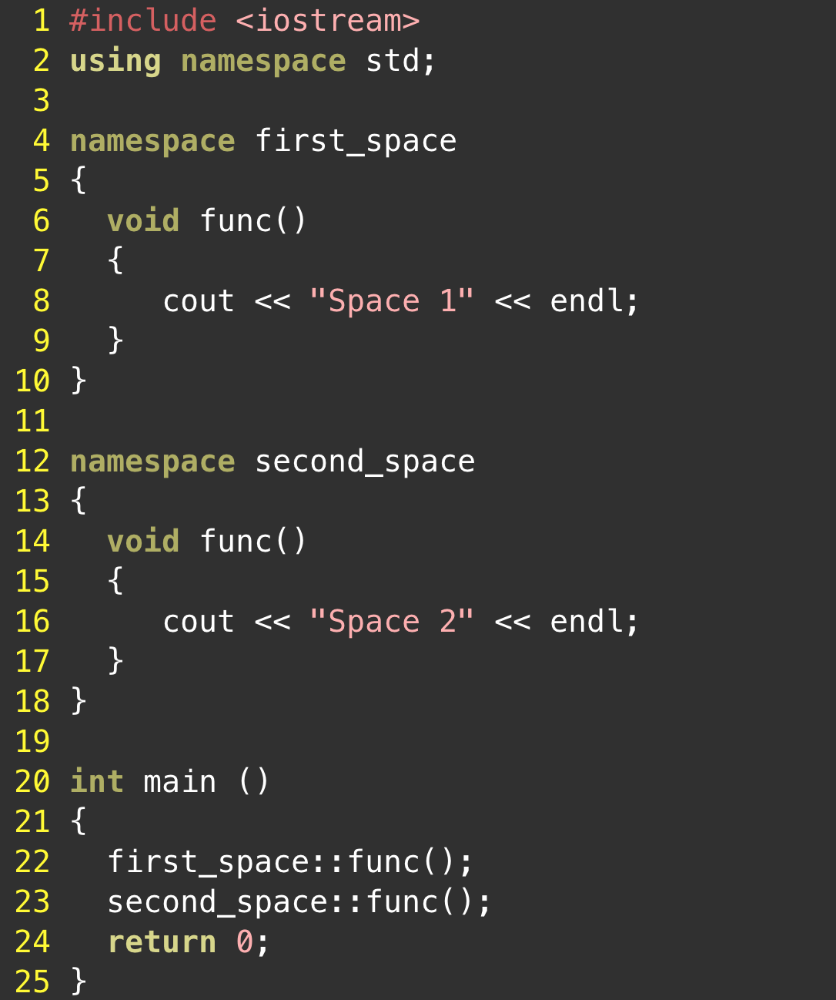 1 #include <iostream>
2 using namespace std;
3
4 namespace first_space
5 {
6   void func()
7   {
8      cout << "Space 1" << endl;
9   }
10 }
11
12 namespace second_space
13 {
14   void func()
15   {
16      cout << "Space 2" << endl;
17   }
18 }
19
20 int main ()
21 {
22   first_space::func();
23   second_space::func();
24   return 0;
25 }